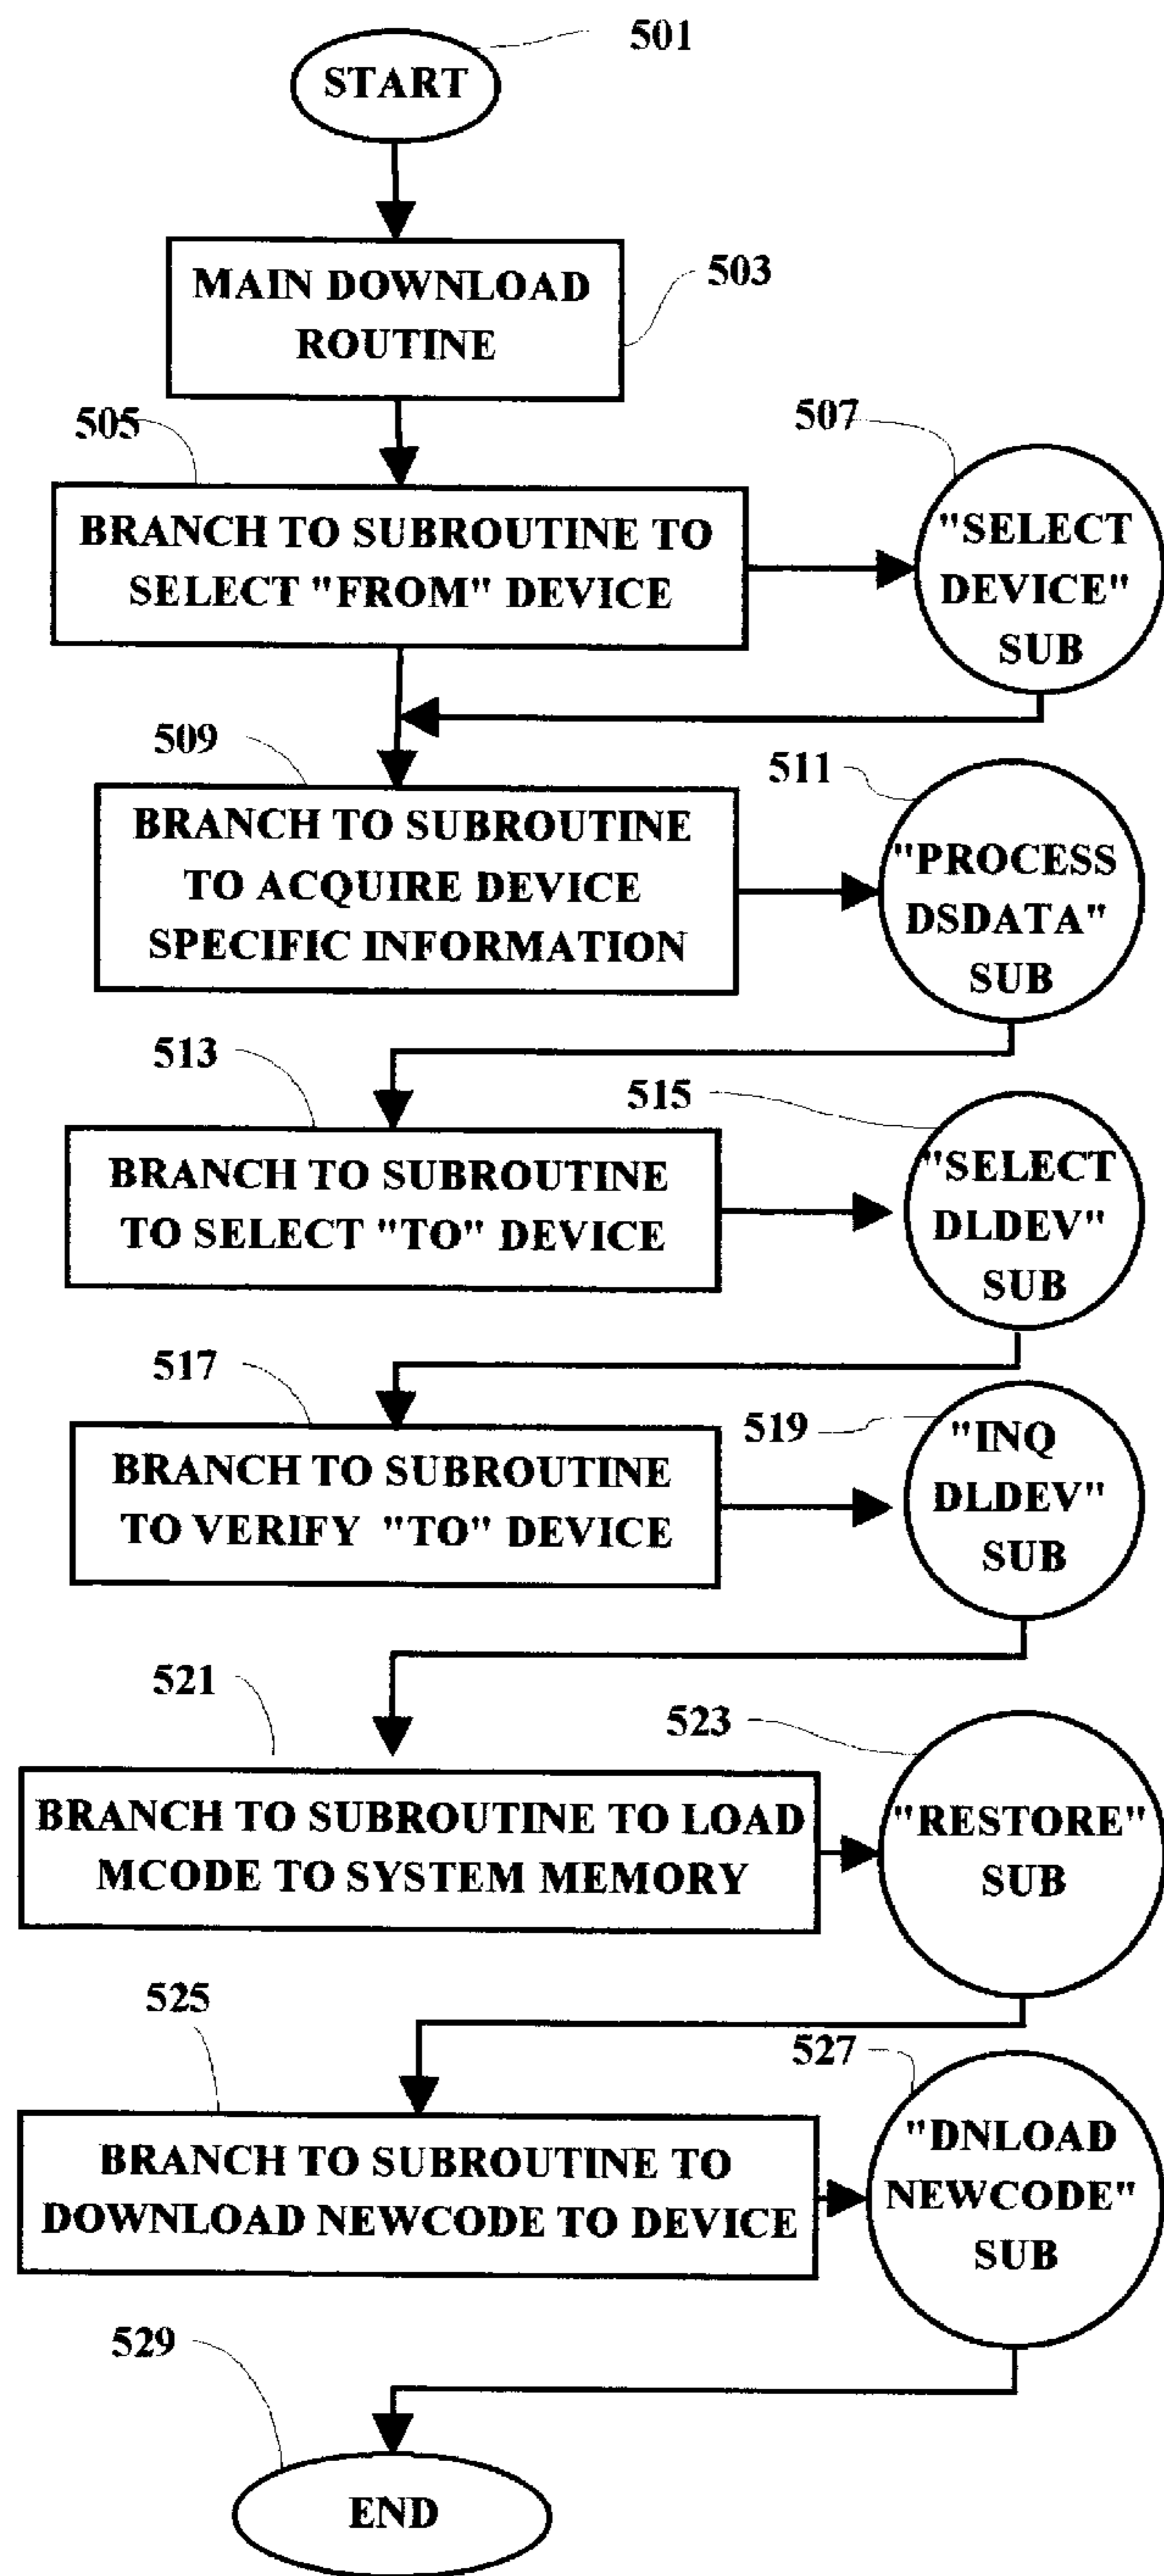 501
START
MAIN DOWNLOAD
ROUTINE
503
505
BRANCH TO SUBROUTINE TO
SELECT "FROM" DEVICE
507
"SELECT
DEVICE"
SUB
509
BRANCH TO SUBROUTINE
TO ACQUIRE DEVICE
SPECIFIC INFORMATION
511
"PROCESS
DSDATA"
SUB
513
BRANCH TO SUBROUTINE
TO SELECT "TO" DEVICE
515
"SELECT
DLDEV"
SUB
517
BRANCH TO SUBROUTINE
TO VERIFY "TO" DEVICE
519
"INQ
DLDEV"
SUB
521
BRANCH TO SUBROUTINE TO LOAD
MCODE TO SYSTEM MEMORY
523
"RESTORE"
SUB
525
BRANCH TO SUBROUTINE TO
DOWNLOAD NEWCODE TO DEVICE
527
"DNLOAD
NEWCODE"
SUB
529
END